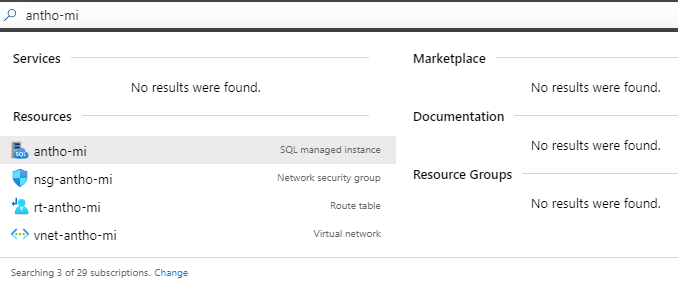 antho-mi
Services
No results were found.
Resources
antho-mi SQL managed instance
nsg-antho-mi Network security group
rt-antho-mi Route table
vnet-antho-mi Virtual network
Marketplace
No results were found.
Documentation
No results were found.
Resource Groups
No results were found.
Searching 3 of 29 subscriptions. Change